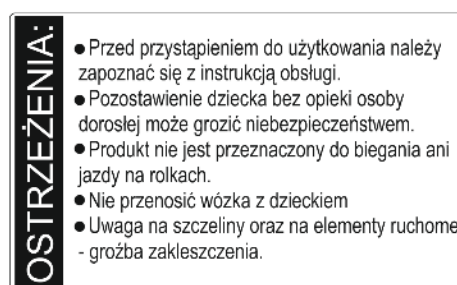 OSTRZEŻENIA:
● Przed przystąpieniem do użytkowania należy
zapoznać się z instrukcją obsługi.
● Pozostawienie dziecka bez opieki osoby
dorosłej może grozić niebezpieczeństwem.
● Produkt nie jest przeznaczony do biegania ani
jazdy na rolkach.
● Nie przenosić wózka z dzieckiem
● Uwaga na szczeliny oraz na elementy ruchome
- groźba zakleszczenia.